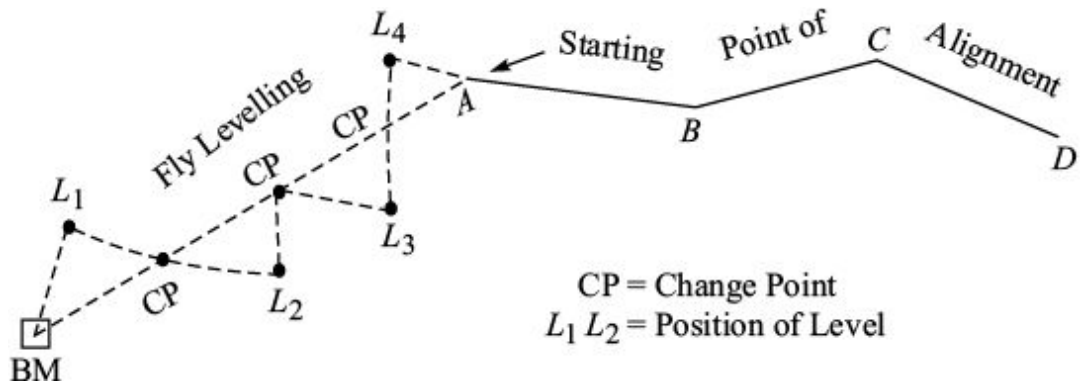 L4
Starting
Point of
C
Alignment
Fly Levelling
CP
A
B
D
CP
L1
L3
CP
L2
CP = Change Point
L1 L2 = Position of Level
BM